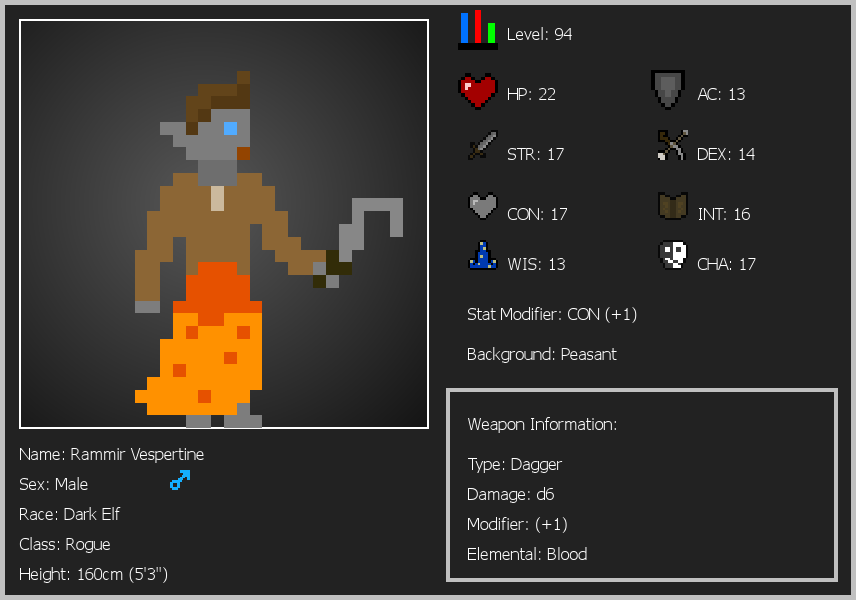 Level: 94
HP: 22
AC: 13
STR: 17
DEX: 14
CON: 17
INT: 16
WIS: 13
CHA: 17
Stat Modifier: CON (+1)
Background: Peasant
Weapon Information:
Type: Dagger
Damage: d6
Modifier: (+1)
Elemental: Blood
Name: Rammir Vespertine
Sex: Male
Race: Dark Elf
Class: Rogue
Height: 160cm (5'3")